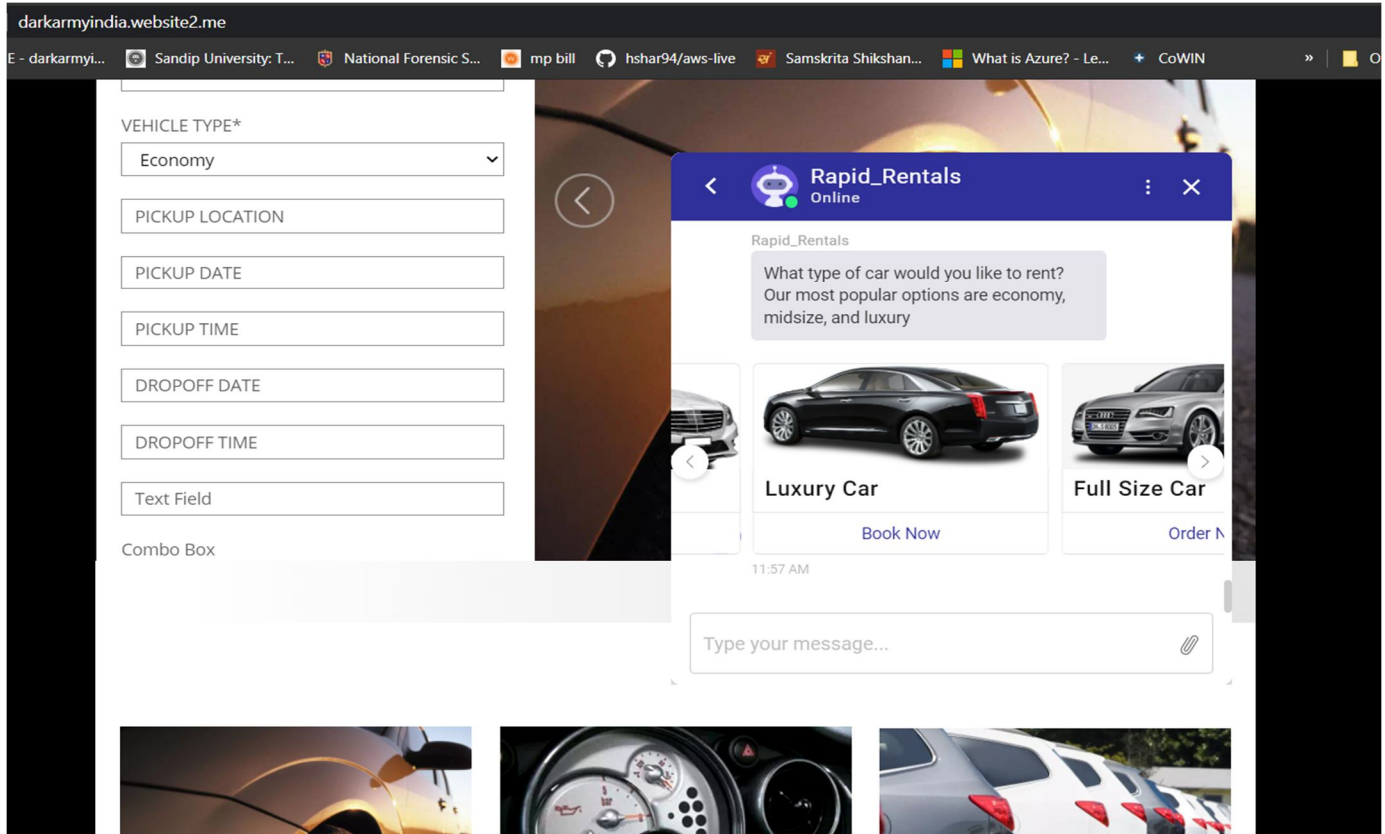 darkarmyindia.website2.me
E - darkarmyi... Sandip University: T... National Forensic S... mp bill hshar94/aws-live Samskrita Shikshan... What is Azure? - Le... CoWIN » O
VEHICLE TYPE*
Economy
PICKUP LOCATION
PICKUP DATE
PICKUP TIME
DROPOFF DATE
DROPOFF TIME
Text Field
Combo Box
Rapid_Rentals
Online
Rapid_Rentals
What type of car would you like to rent?
Our most popular options are economy,
midsize, and luxury
Luxury Car
Full Size Car
Book Now
Order N
11:57 AM
Type your message...